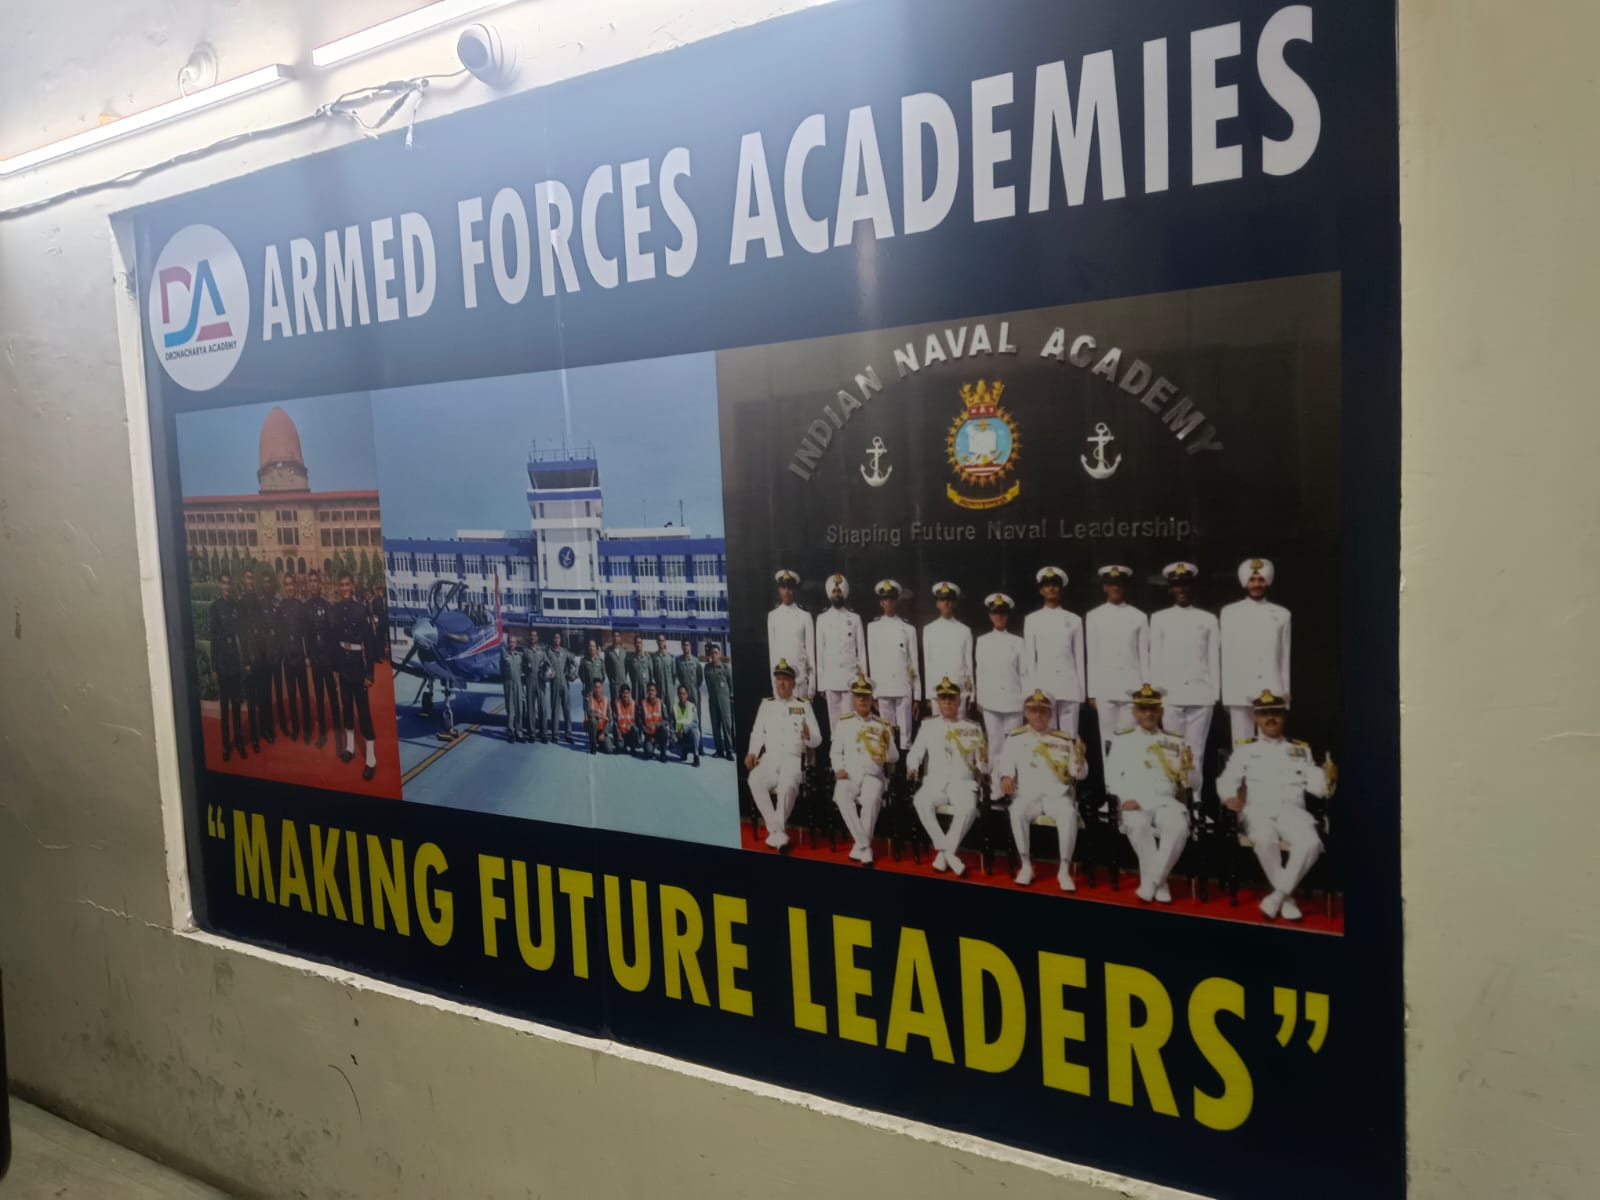 ARMED FORCES ACADEMIES
DA
DRONACHARYA ACADEMY
INDIAN NAVAL ACADEMY
Shaping Future Naval Leadership
"MAKING FUTURE LEADERS"